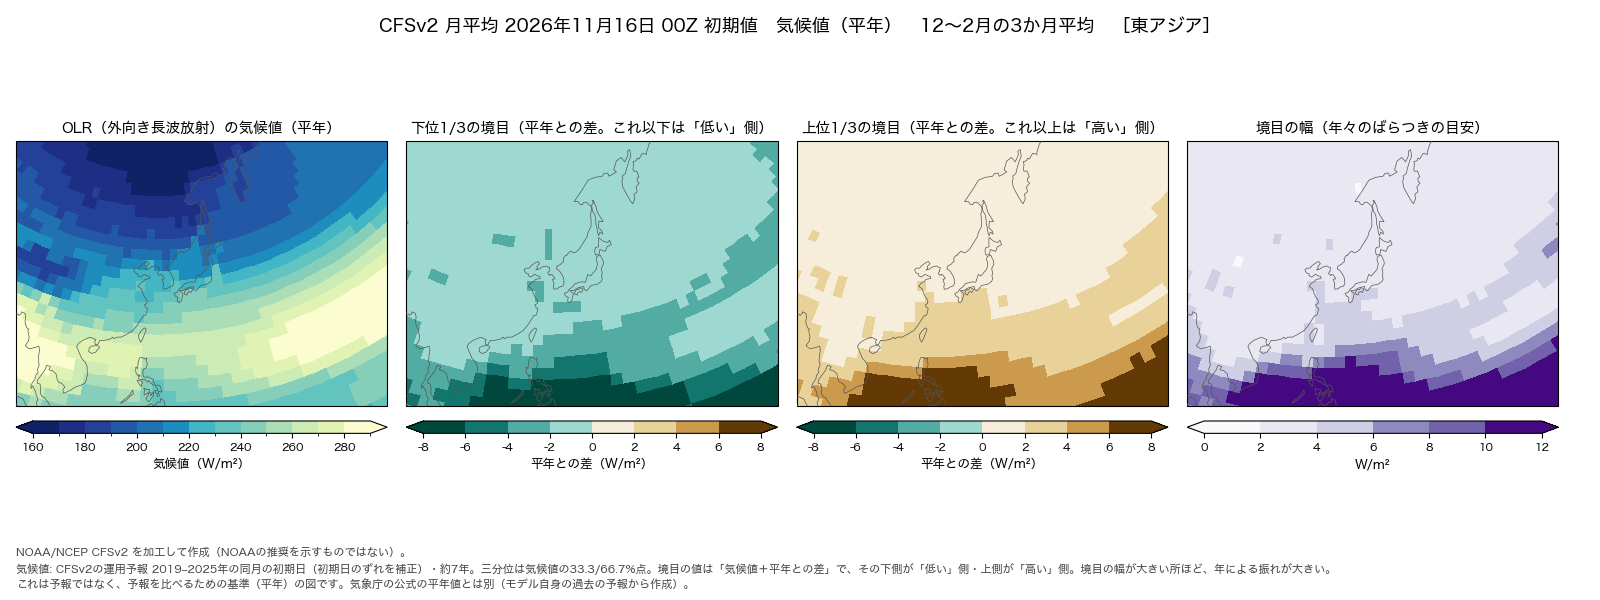 CFSv2 月平均 2026年11月16日 00Z 初期値　気候値（平年）　12～2月の3か月平均　［東アジア］
OLR（外向き長波放射）の気候値（平年）
下位1/3の境目（平年との差。これ以下は「低い」側）
上位1/3の境目（平年との差。これ以上は「高い」側）
境目の幅（年々のばらつきの目安）
160 180 200 220 240 260 280
気候値（W/m²）
-8 -6 -4 -2 0 2 4 6 8
平年との差（W/m²）
-8 -6 -4 -2 0 2 4 6 8
平年との差（W/m²）
0 2 4 6 8 10 12
W/m²
NOAA/NCEP CFSv2 を加工して作成（NOAAの推奨を示すものではない）。
気候値: CFSv2の運用予報 2019–2025年の同月の初期日（初期日のずれを補正）・約7年。三分位は気候値の33.3/66.7%点。境目の値は「気候値＋平年との差」で、その下側が「低い」側・上側が「高い」側。境目の幅が大きい所ほど、年による振れが大きい。
これは予報ではなく、予報を比べるための基準（平年）の図です。気象庁の公式の平年値とは別（モデル自身の過去の予報から作成）。